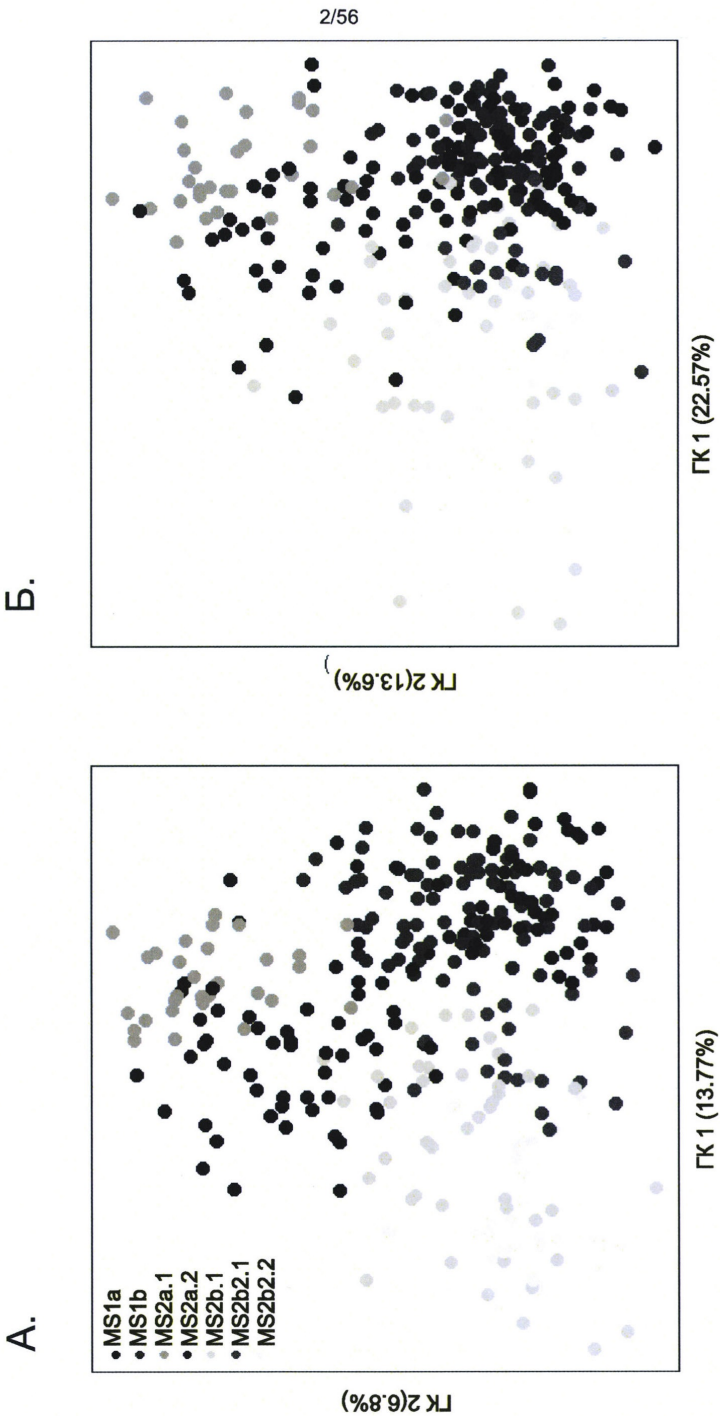 2/56
А.
MS1a
MS1b
MS2a.1
MS2a.2
MS2b.1
MS2b2.1
MS2b2.2
ГК 2(6.8%)
ГК 1 (13.77%)
Б.
ГК 2(13.6%)
)
ГК 1 (22.57%)